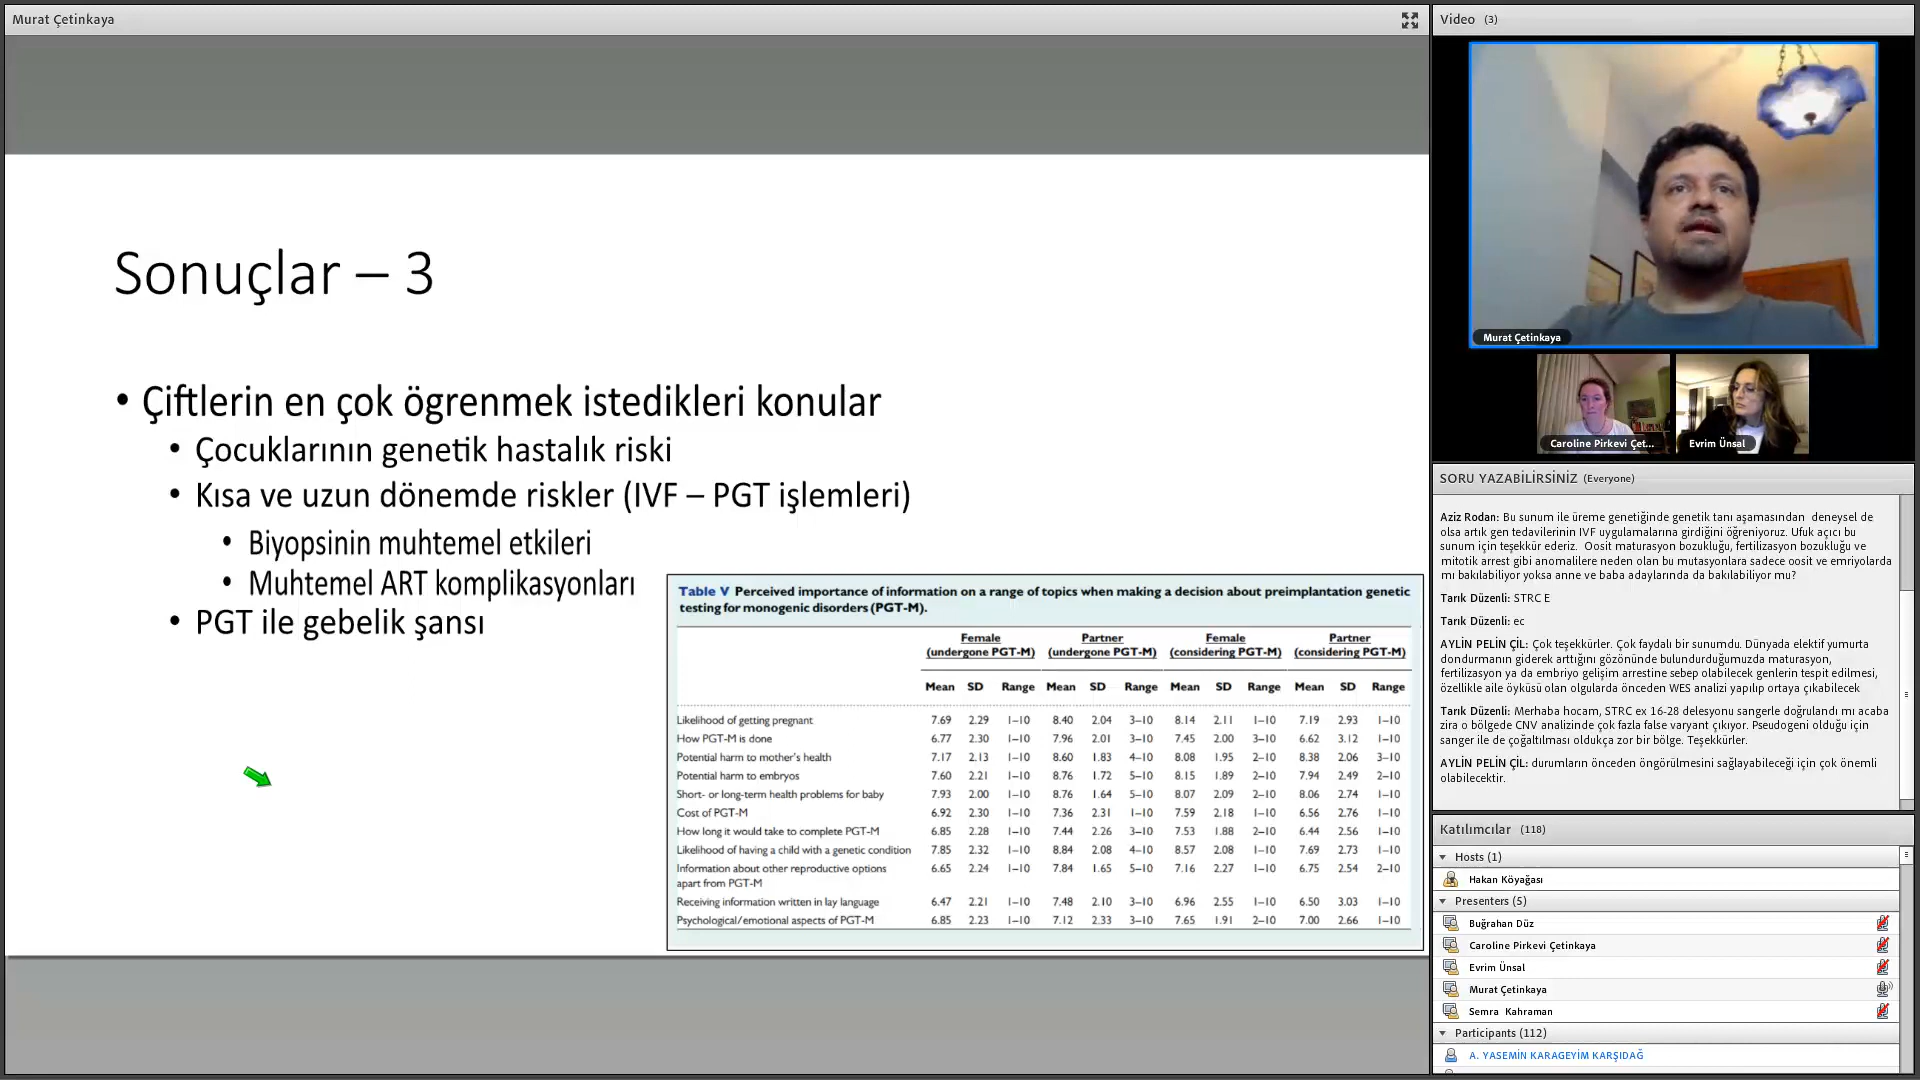 Murat Çetinkaya
Sonuçlar – 3
• Çiftlerin en çok ögrenmek istedikleri konular
• Çocuklarının genetik hastalık riski
• Kısa ve uzun dönemde riskler (IVF – PGT işlemleri)
• Biyopsinin muhtemel etkileri
• Muhtemel ART komplikasyonları
• PGT ile gebelik şansı
Table V Perceived importance of information on a range of topics when making a decision about preimplantation genetic
testing for monogenic disorders (PGT-M).
Female Partner Female Partner
(undergone PGT-M) (undergone PGT-M) (considering PGT-M) (considering PGT-M)
Mean SD Range Mean SD Range Mean SD Range Mean SD Range
Likelihood of getting pregnant 7.69 2.29 1–10 8.40 2.04 3–10 8.14 2.11 1–10 7.19 2.93 1–10
How PGT-M is done 6.77 2.30 1–10 7.96 2.01 3–10 7.45 2.00 3–10 6.62 3.12 1–10
Potential harm to mother's health 7.17 2.13 1–10 8.60 1.83 4–10 8.08 1.95 2–10 8.38 2.06 3–10
Potential harm to embryos 7.60 2.21 1–10 8.76 1.72 5–10 8.15 1.89 2–10 7.94 2.49 2–10
Short- or long-term health problems for baby 7.93 2.00 1–10 8.76 1.64 5–10 8.07 2.09 2–10 8.06 2.74 1–10
Cost of PGT-M 6.92 2.30 1–10 7.36 2.31 1–10 7.59 2.18 1–10 6.56 2.76 1–10
How long it would take to complete PGT-M 6.85 2.28 1–10 7.44 2.26 3–10 7.53 1.88 2–10 6.44 2.56 1–10
Likelihood of having a child with a genetic condition 7.85 2.32 1–10 8.84 2.08 4–10 8.57 2.08 1–10 7.69 2.73 1–10
Information about other reproductive options 6.65 2.24 1–10 7.84 1.65 5–10 7.16 2.27 1–10 6.75 2.54 2–10
apart from PGT-M
Receiving information written in lay language 6.47 2.21 1–10 7.48 2.10 3–10 6.96 2.55 1–10 6.50 3.03 1–10
Psychological/emotional aspects of PGT-M 6.85 2.23 1–10 7.12 2.33 3–10 7.65 1.91 2–10 7.00 2.66 1–10
Video (3)
Murat Çetinkaya
Caroline Pirkevi Çet...
Evrim Ünsal
SORU YAZABİLİRSİNİZ (Everyone)
Aziz Rodan: Bu sunum ile üreme genetiğinde genetik tanı aşamasından deneysel de
olsa artık gen tedavilerinin IVF uygulamalarına girdiğini öğreniyoruz. Ufuk açıcı bu
sunum için teşekkür ederiz. Oosit maturasyon bozukluğu, fertilizasyon bozukluğu ve
mitotik arrest gibi anomalilere neden olan bu mutasyonlara sadece oosit ve emriyolarda
mı bakılabiliyor yoksa anne ve baba adaylarında da bakılabiliyor mu?
Tarık Düzenli: STRC E
Tarık Düzenli: ec
AYLİN PELİN ÇİL: Çok teşekkürler. Çok faydalı bir sunumdu. Dünyada elektif yumurta
dondurmanın giderek arttığını gözönünde bulundurduğumuzda maturasyon,
fertilizasyon ya da embriyo gelişim arrestine sebep olabilecek genlerin tespit edilmesi,
özellikle aile öyküsü olan olgularda önceden WES analizi yapılıp ortaya çıkabilecek
Tarık Düzenli: Merhaba hocam, STRC ex 16-28 delesyonu sangerle doğrulandı mı acaba
zira o bölgede CNV analizinde çok fazla false varyant çıkıyor. Pseudogeni olduğu için
sanger ile de çoğaltılması oldukça zor bir bölge. Teşekkürler.
AYLİN PELİN ÇİL: durumların önceden öngörülmesini sağlayabileceği için çok önemli
olabilecektir.
Katılımcılar (118)
Hosts (1)
Hakan Köyağası
Presenters (5)
Buğrahan Düz
Caroline Pirkevi Çetinkaya
Evrim Ünsal
Murat Çetinkaya
Semra Kahraman
Participants (112)
A. YASEMİN KARAGEYİM KARŞIDAĞ